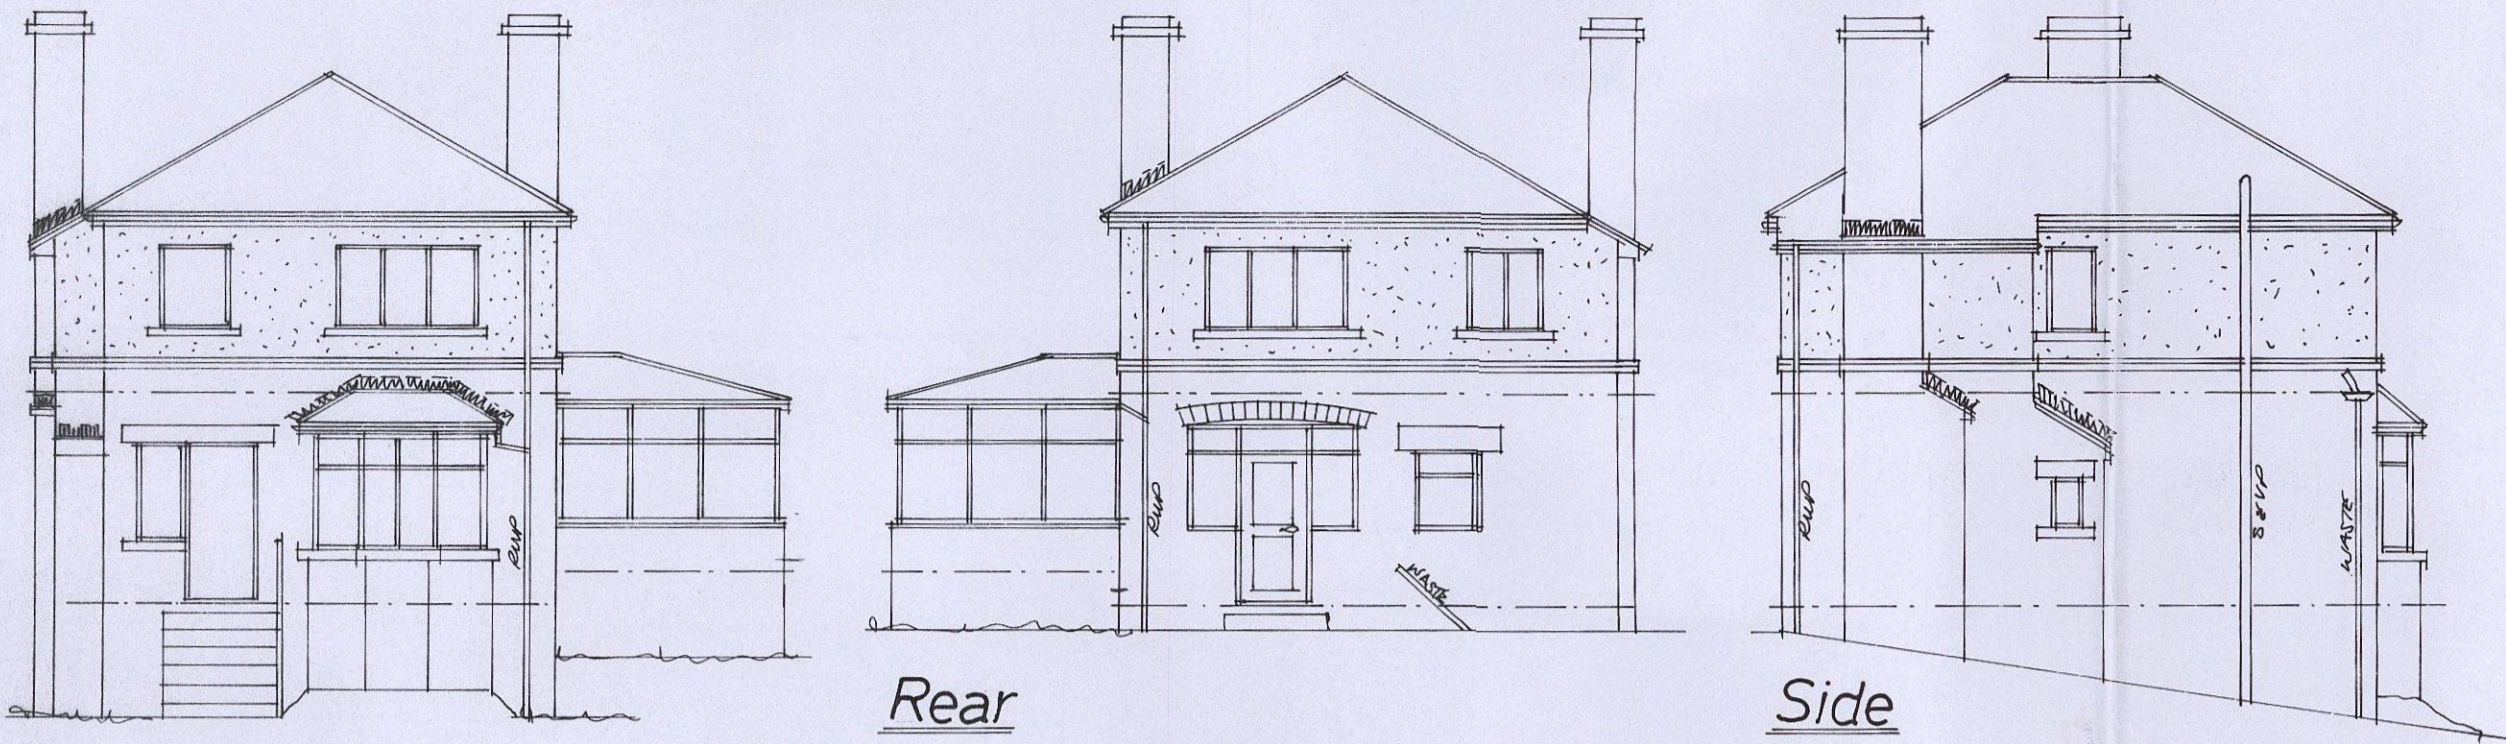 RWP
RWP
WASTE
Rear
RWP
S & VP
WASTE
Side